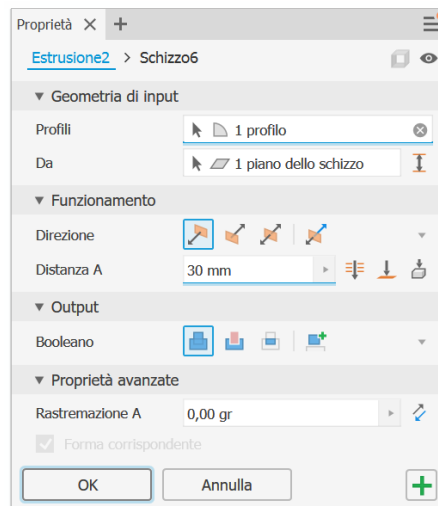 Proprietà
Estrusione2 > Schizzo6
Geometria di input
Profili 1 profilo
Da 1 piano dello schizzo
Funzionamento
Direzione
Distanza A 30 mm
Output
Booleano
Proprietà avanzate
Rastremazione A 0,00 gr
Forma corrispondente
OK Annulla